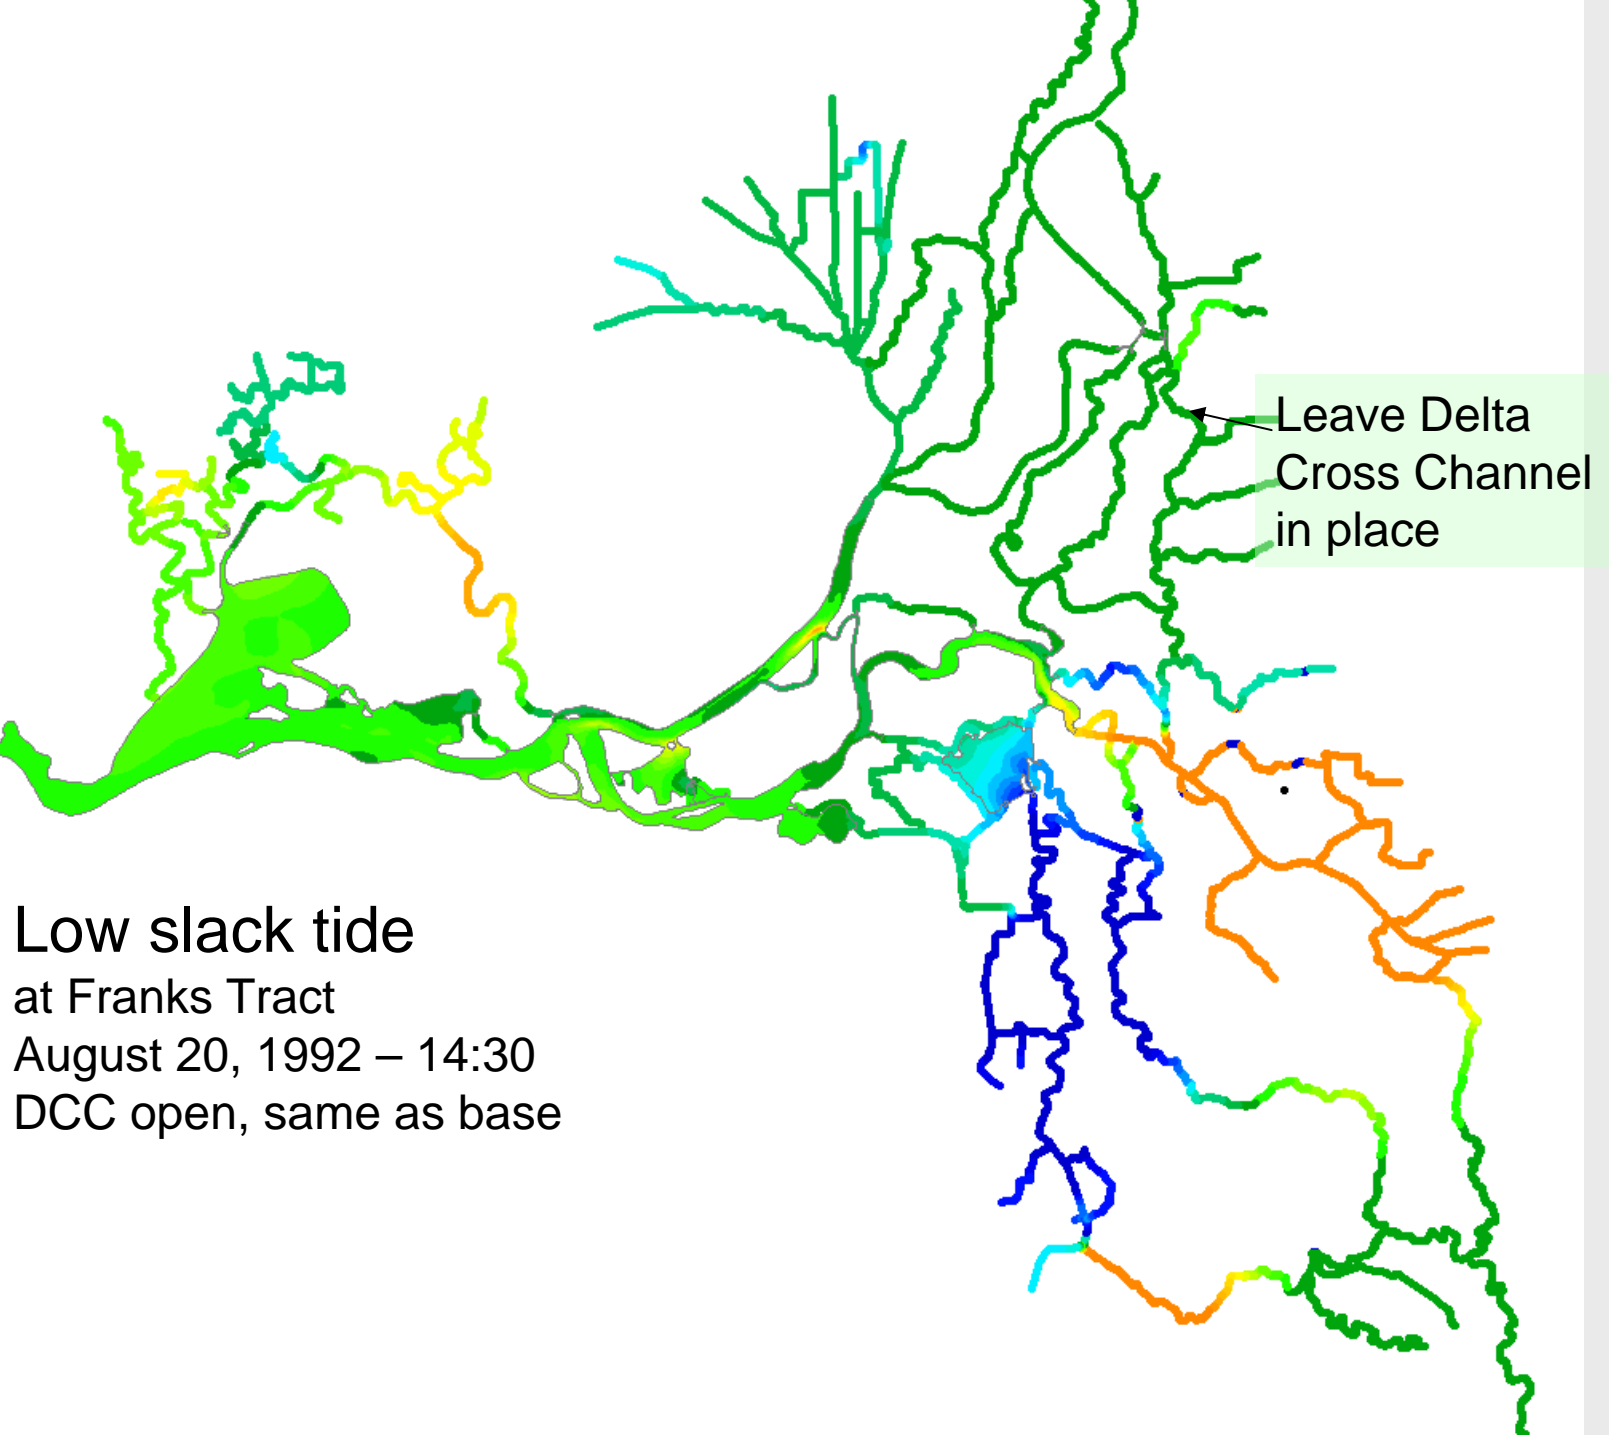 Leave Delta
Cross Channel
in place
Low slack tide
at Franks Tract
August 20, 1992 – 14:30
DCC open, same as base